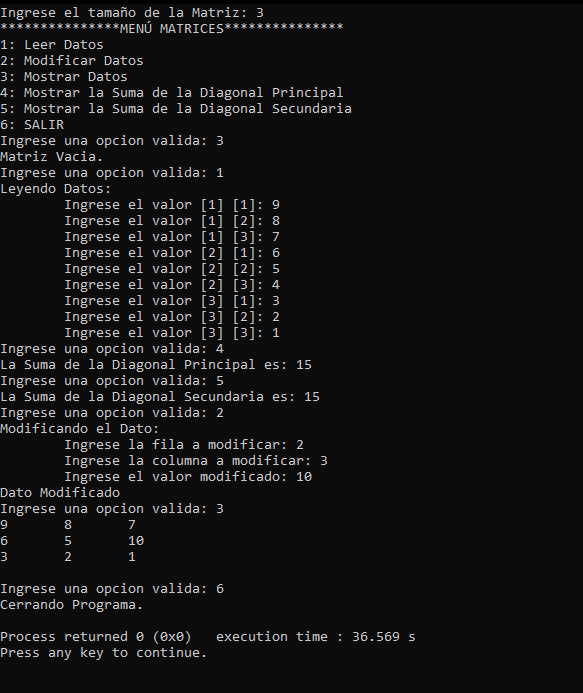 Ingrese el tamaño de la Matriz: 3
***************MENÚ MATRICES***************
1: Leer Datos
2: Modificar Datos
3: Mostrar Datos
4: Mostrar la Suma de la Diagonal Principal
5: Mostrar la Suma de la Diagonal Secundaria
6: SALIR
Ingrese una opcion valida: 3
Matriz Vacia.
Ingrese una opcion valida: 1
Leyendo Datos:
        Ingrese el valor [1] [1]: 9
        Ingrese el valor [1] [2]: 8
        Ingrese el valor [1] [3]: 7
        Ingrese el valor [2] [1]: 6
        Ingrese el valor [2] [2]: 5
        Ingrese el valor [2] [3]: 4
        Ingrese el valor [3] [1]: 3
        Ingrese el valor [3] [2]: 2
        Ingrese el valor [3] [3]: 1
Ingrese una opcion valida: 4
La Suma de la Diagonal Principal es: 15
Ingrese una opcion valida: 5
La Suma de la Diagonal Secundaria es: 15
Ingrese una opcion valida: 2
Modificando el Dato:
        Ingrese la fila a modificar: 2
        Ingrese la columna a modificar: 3
        Ingrese el valor modificado: 10
Dato Modificado
Ingrese una opcion valida: 3
9       8       7
6       5       10
3       2       1
Ingrese una opcion valida: 6
Cerrando Programa.
Process returned 0 (0x0)   execution time : 36.569 s
Press any key to continue.